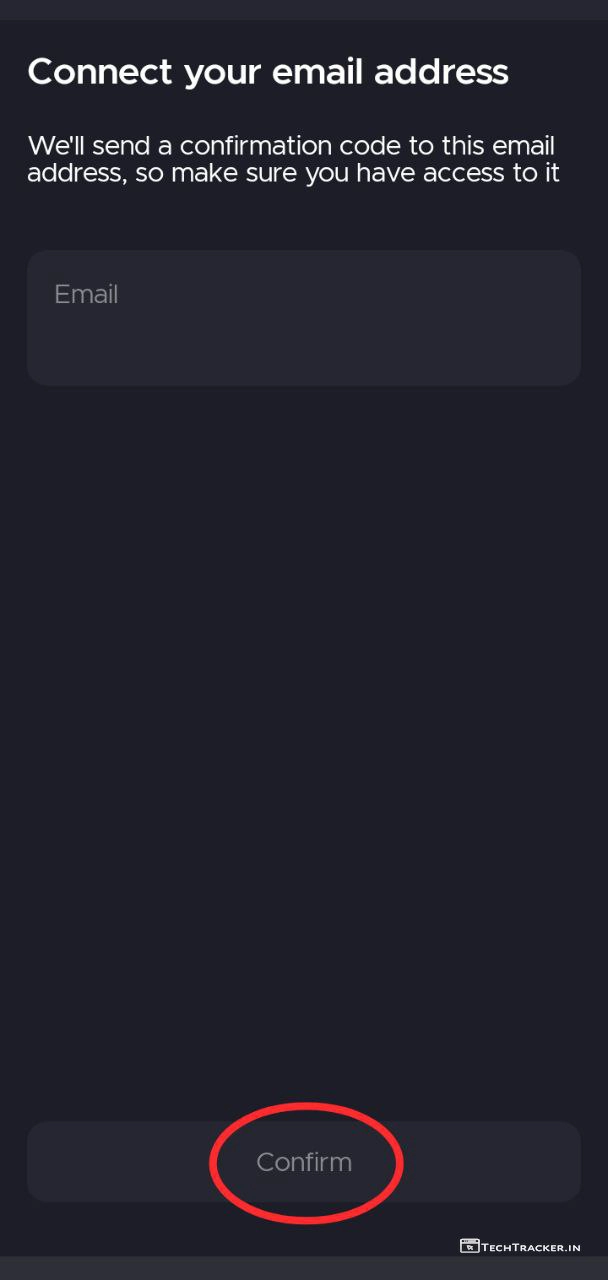 Connect your email address
We'll send a confirmation code to this email
address, so make sure you have access to it
Email
Confirm
TECHTRACKER.IN